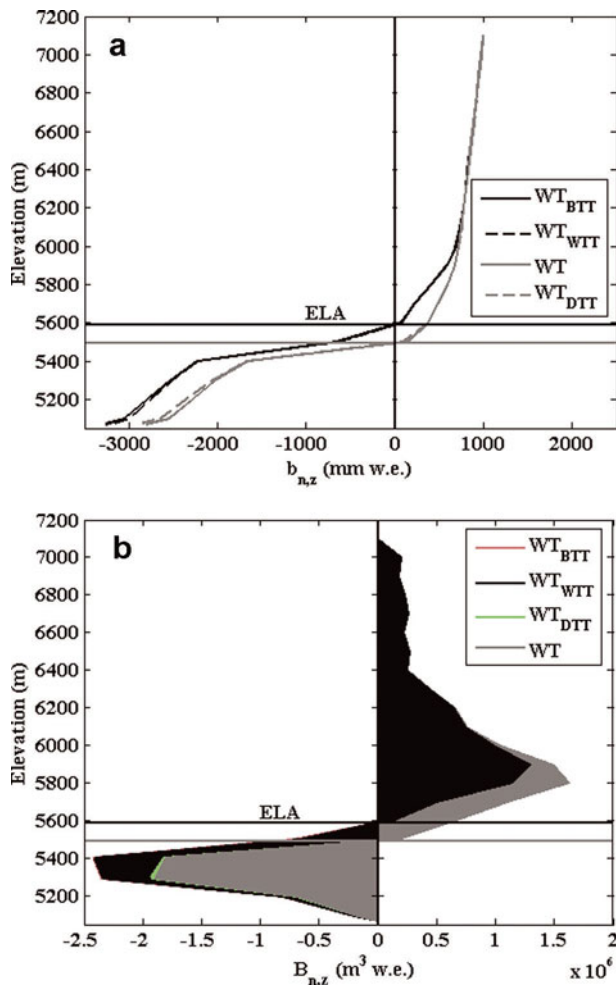 a
7200
7000
6800
6600
6400
6200
6000
5800
5600
5400
5200
Elevation (m)
WT_BTT
WT_WTT
WT
WT_DTT
ELA
-3000 -2000 -1000 0 1000 2000
b_n,z (mm w.e.)
b
7200
7000
6800
6600
6400
6200
6000
5800
5600
5400
5200
Elevation (m)
WT_BTT
WT_WTT
WT_DTT
WT
ELA
-2.5 -2 -1.5 -1 -0.5 0 0.5 1 1.5 2
B_n,z (m³ w.e.)
x 10⁶